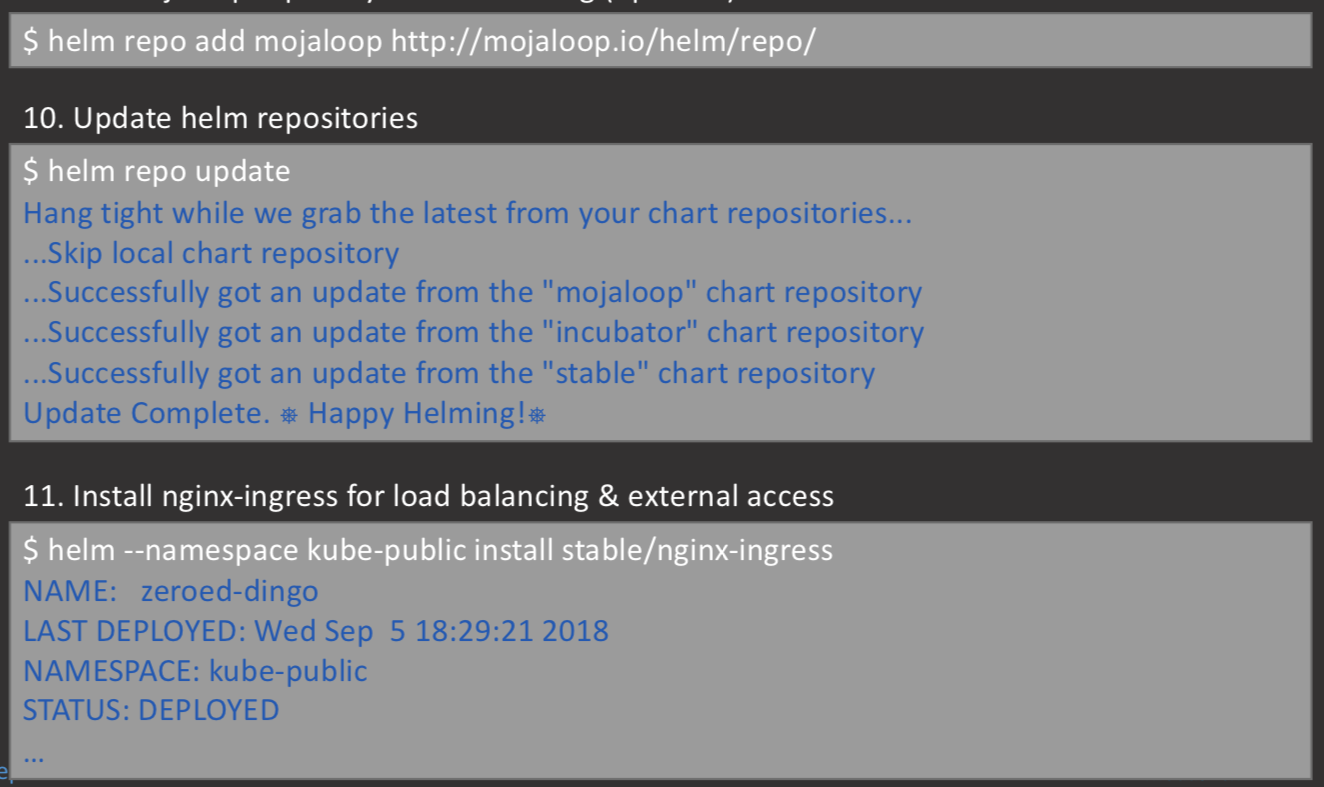 $ helm repo add mojaloop http://mojaloop.io/helm/repo/
10. Update helm repositories
$ helm repo update
Hang tight while we grab the latest from your chart repositories...
...Skip local chart repository
...Successfully got an update from the "mojaloop" chart repository
...Successfully got an update from the "incubator" chart repository
...Successfully got an update from the "stable" chart repository
Update Complete. ⎈ Happy Helming!⎈
11. Install nginx-ingress for load balancing & external access
$ helm --namespace kube-public install stable/nginx-ingress
NAME:   zeroed-dingo
LAST DEPLOYED: Wed Sep  5 18:29:21 2018
NAMESPACE: kube-public
STATUS: DEPLOYED
...